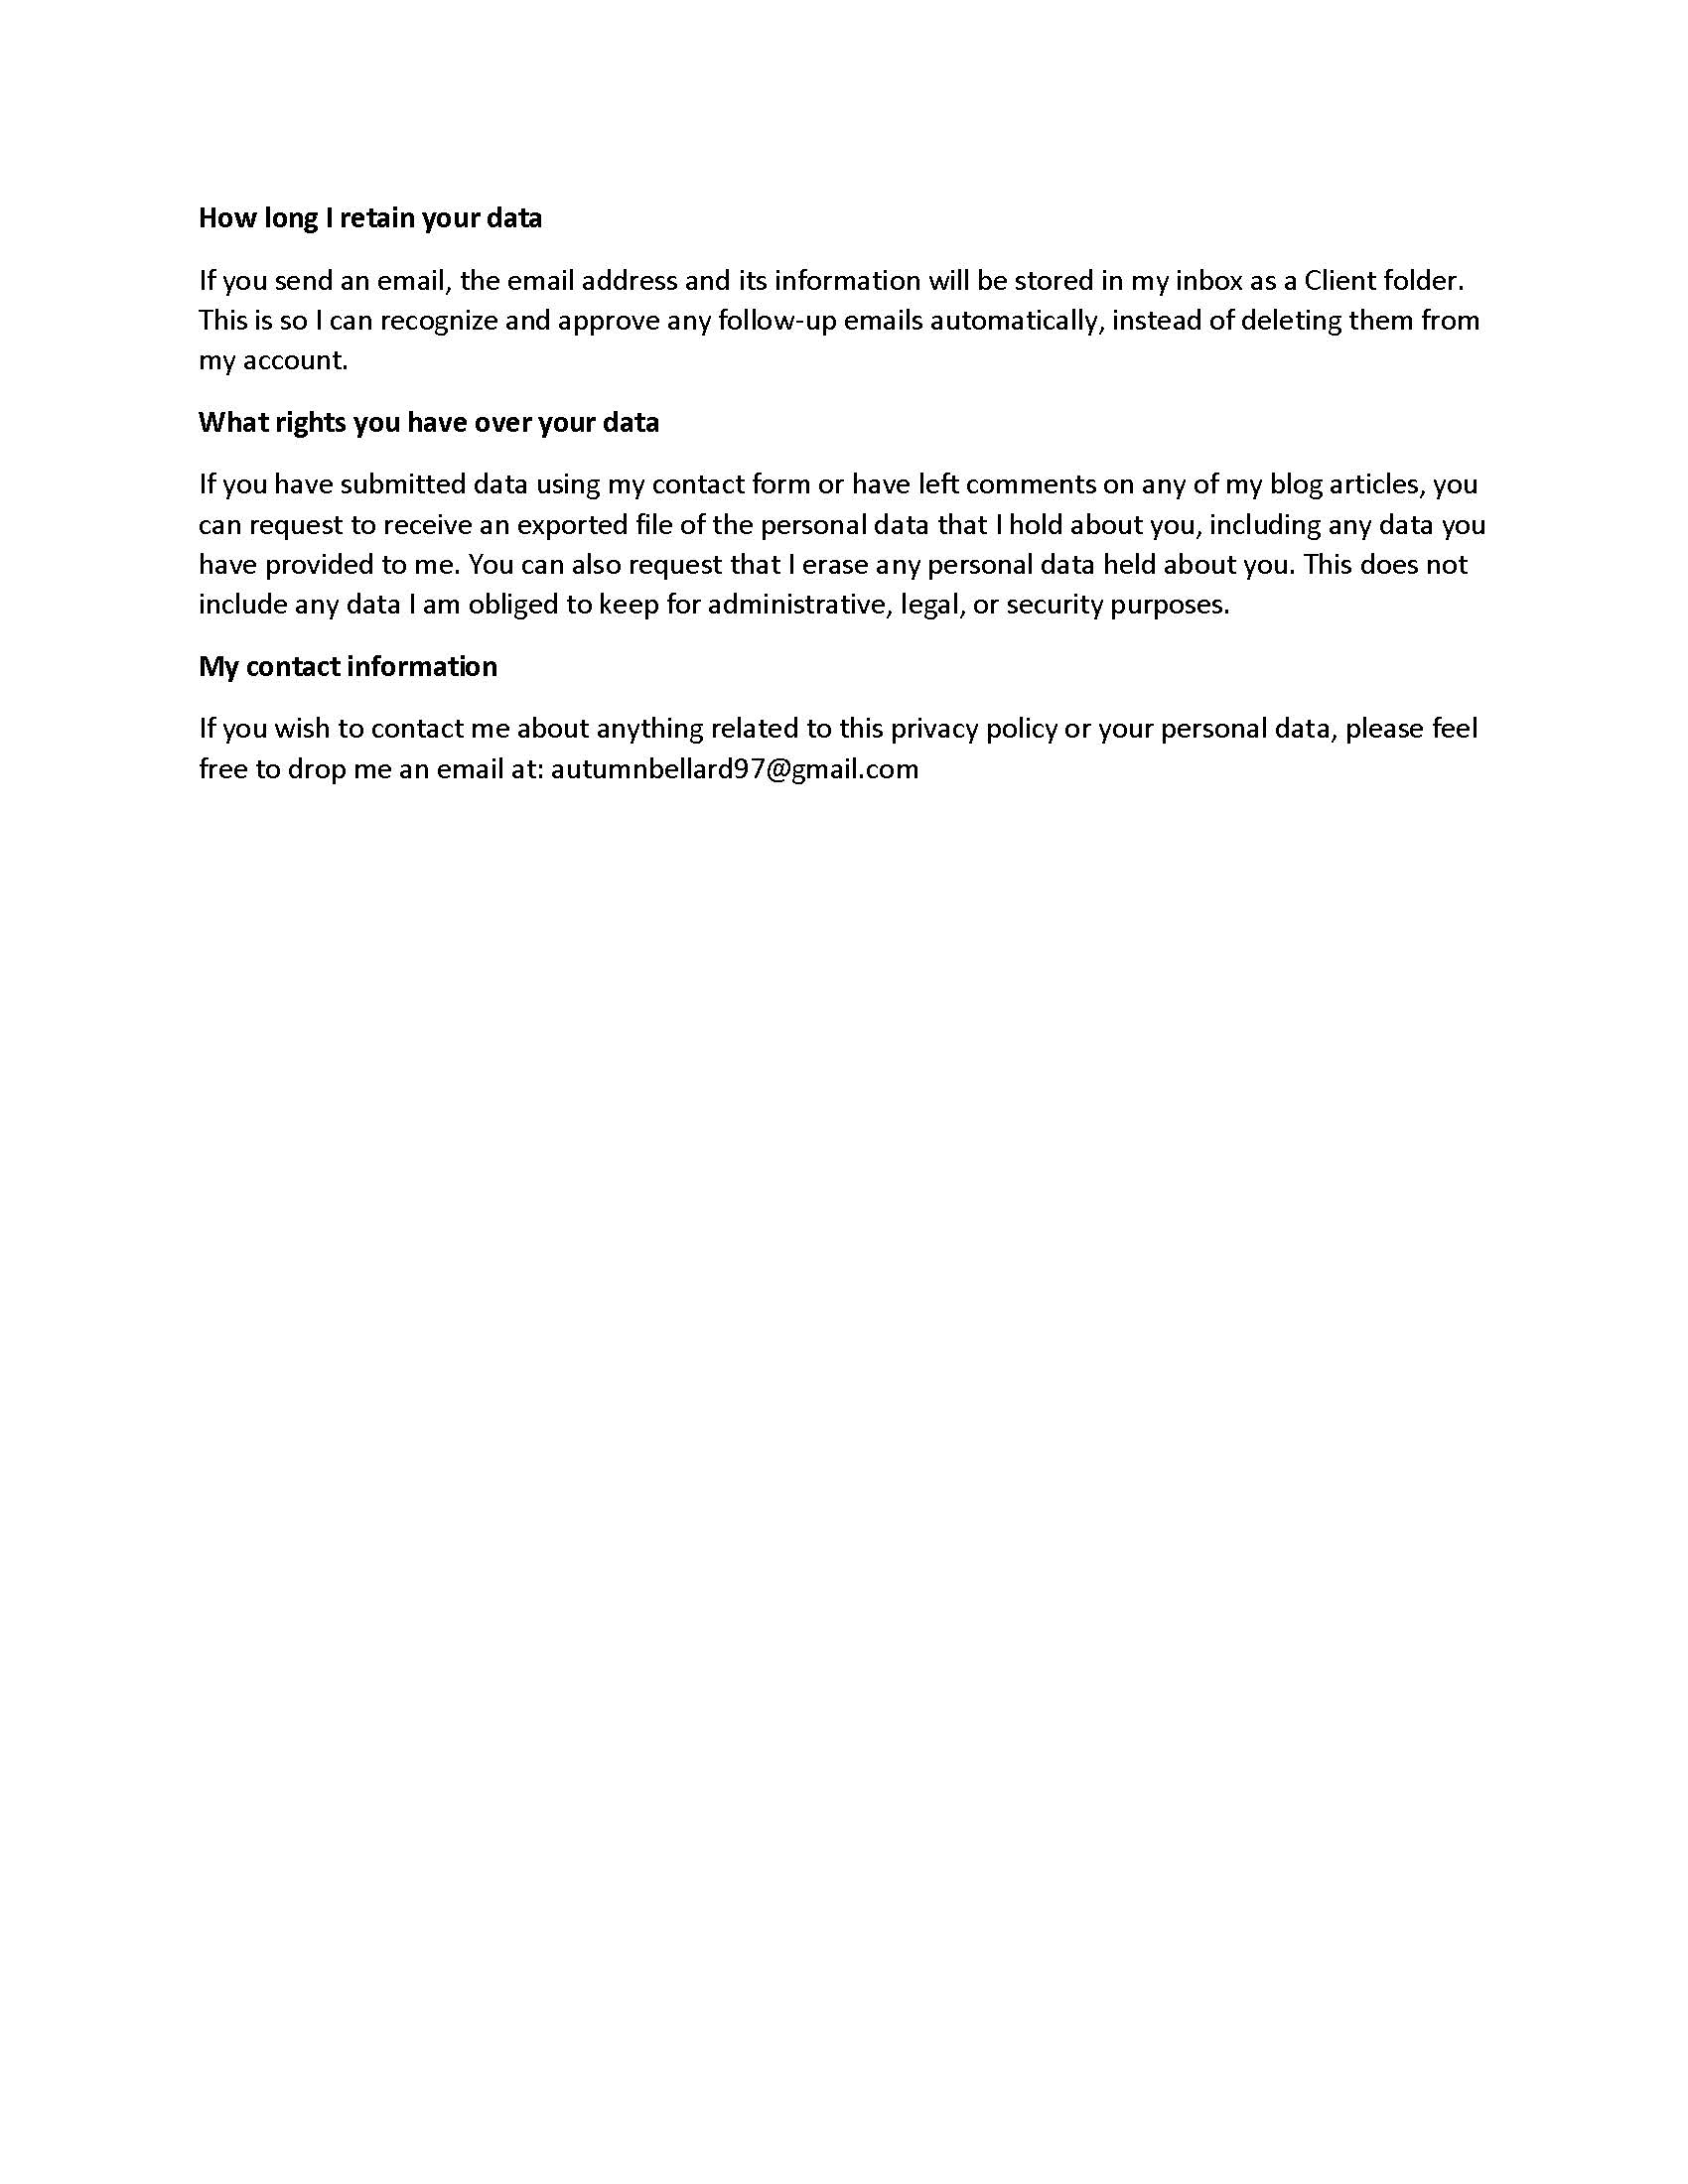 How long I retain your data
If you send an email, the email address and its information will be stored in my inbox as a Client folder.
This is so I can recognize and approve any follow-up emails automatically, instead of deleting them from
my account.
What rights you have over your data
If you have submitted data using my contact form or have left comments on any of my blog articles, you
can request to receive an exported file of the personal data that I hold about you, including any data you
have provided to me. You can also request that I erase any personal data held about you. This does not
include any data I am obliged to keep for administrative, legal, or security purposes.
My contact information
If you wish to contact me about anything related to this privacy policy or your personal data, please feel
free to drop me an email at: autumnbellard97@gmail.com